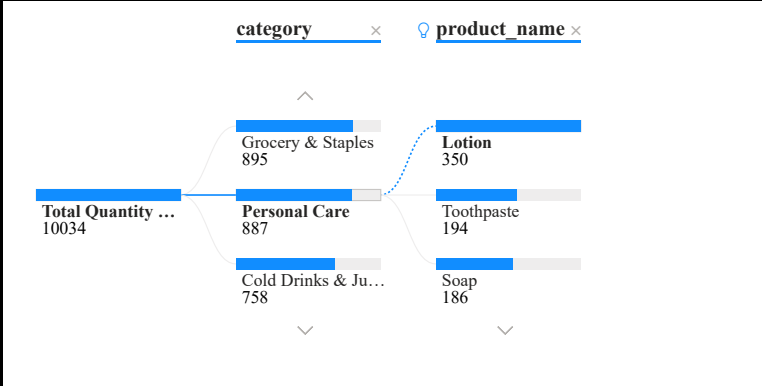 category
product_name
Grocery & Staples
895
Lotion
350
Total Quantity …
10034
Personal Care
887
Toothpaste
194
Cold Drinks & Ju…
758
Soap
186